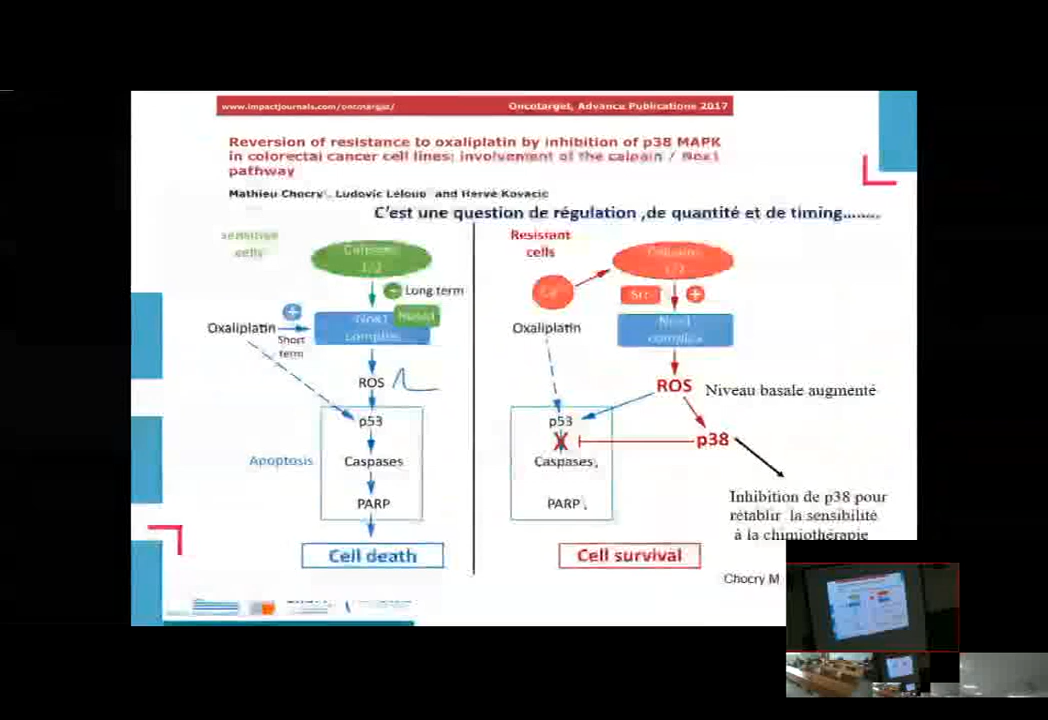 www.impactjournals.com/oncotarget/
Oncotarget, Advance Publications 2017
Reversion of resistance to oxaliplatin by inhibition of p38 MAPK
in colorectal cancer cell lines: involvement of the calpain / Nox1
pathway
Mathieu Chocry, Ludovic Leloup and Hervé Kovacic
C'est une question de régulation ,de quantité et de timing.......
sensitive
cells
Calpains
1/2
Long term
Oxaliplatin
Short
term
Nox1
complex
ROS
p53
Apoptosis
Caspases
PARP
Cell death
Resistant
cells
Calpains
1/2
Src
Oxaliplatin
Nox1
complex
ROS
Niveau basale augmenté
p53
p38
Caspases
PARP
Inhibition de p38 pour
rétablir la sensibilité
à la chimiothérapie
Cell survival
Chocry M